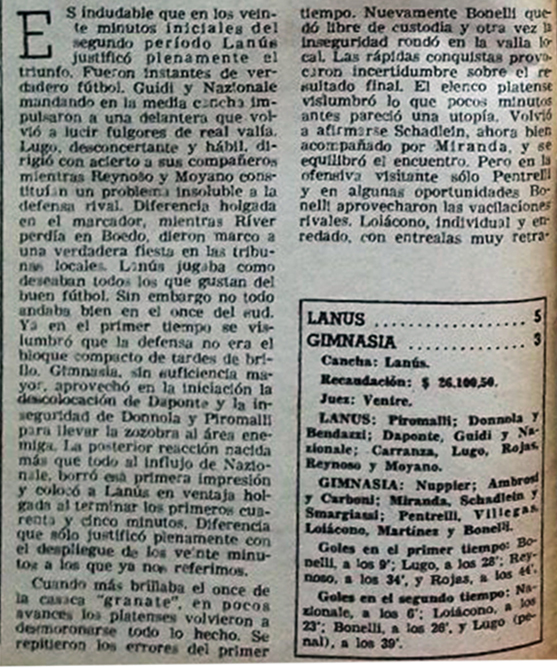 ES indudable que en los vein-
te minutos iniciales del
segundo período Lanús
justificó plenamente el
triunfo. Fueron instantes de ver-
dadero fútbol. Guidi y Nazionale
mandando en la media cancha im-
pulsaron a una delantera que vol-
vió a lucir fulgores de real valía.
Lugo, desconcertante y hábil, di-
rigió con acierto a sus compañeros
mientras Reynoso y Moyano cons-
tituían un problema insoluble a la
defensa rival. Diferencia holgada
en el marcador, mientras Ríver
perdía en Boedo, dieron marco a
una verdadera fiesta en las tribu-
nas locales. Lanús jugaba como
deseaban todos los que gustan del
buen fútbol. Sin embargo no todo
andaba bien en el once del sud.
Ya en el primer tiempo se vis-
lumbró que la defensa no era el
bloque compacto de tardes de bri-
llo. Gimnasia, sin suficiencia ma-
yor, aprovechó en la iniciación la
descolocación de Daponte y la in-
seguridad de Donnola y Piromalli
para llevar la zozobra al área ene-
miga. La posterior reacción nacida
más que todo al influjo de Nazio-
nale, borró esa primera impresión
y colocó a Lanús en ventaja hol-
gada al terminar los primeros cua-
renta y cinco minutos. Diferencia
que sólo justificó plenamente con
el despliegue de los veinte minu-
tos a los que ya nos referimos.
Cuando más brillaba el once de
la casaca "granate", en pocos
avances los platenses volvieron a
desmoronarse todo lo hecho. Se
repitieron los errores del primer
tiempo. Nuevamente Bonelli que-
dó libre de custodia y otra vez la
inseguridad rondó en la valla lo-
cal. Las rápidas conquistas provo-
caron incertidumbre sobre el re-
sultado final. El elenco platense
vislumbró lo que pocos minutos
antes pareció una utopía. Volvió
a afirmarse Schadlein, ahora bien
acompañado por Miranda, y se
equilibró el encuentro. Pero en la
ofensiva visitante sólo Pentrelli
y en algunas oportunidades Bo-
nelli aprovecharon las vacilaciones
rivales. Loiácono, individual y en-
redado, con entrealas muy retra-
LANUS .................. 5
GIMNASIA ............... 3
Cancha: Lanús.
Recaudación: $ 26.100,50.
Juez: Ventre.
LANUS: Piromalli; Donnola y
Bendazzi; Daponte, Guidi y Na-
zionale; Carranza, Lugo, Rojas,
Reynoso y Moyano.
GIMNASIA: Nuppler; Ambrosi
y Carboni; Miranda, Schadlein y
Smargiassi; Pentrelli, Villegas,
Loiácono, Martínez y Bonelli.
Goles en el primer tiempo: Bo-
nelli, a los 9'; Lugo, a los 28'; Rey-
noso, a los 34', y Rojas, a los 44'.
Goles en el segundo tiempo: Na-
zionale, a los 6'; Loiácono, a los
23'; Bonelli, a los 26', y Lugo (pe-
nal), a los 39'.